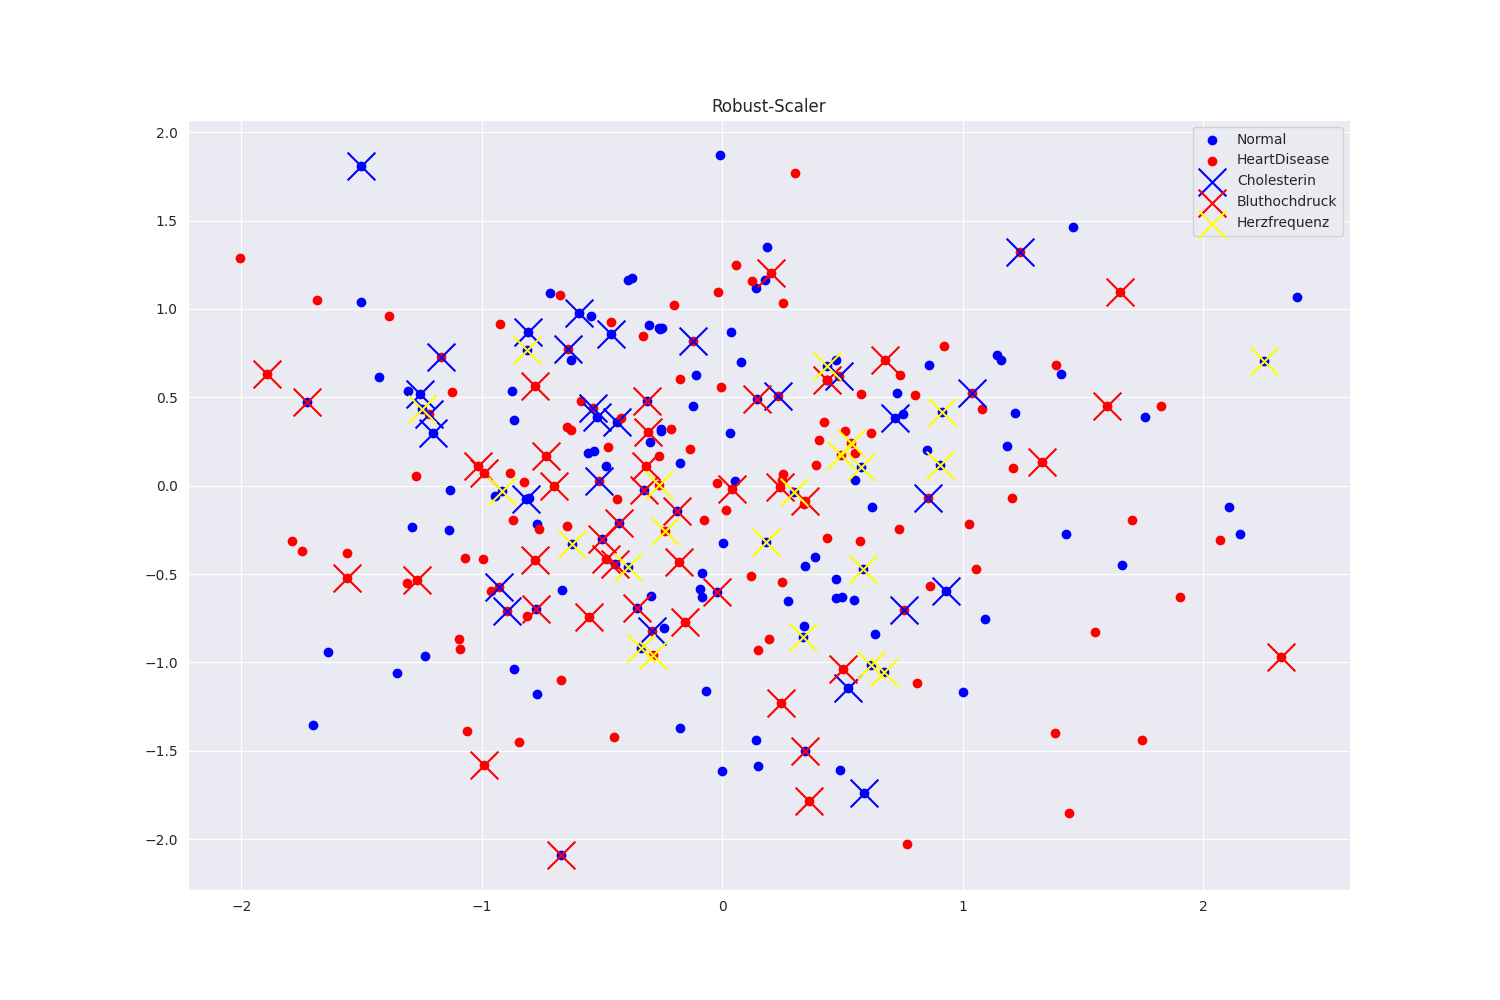 Robust-Scaler
Normal
HeartDisease
Cholesterin
Bluthochdruck
Herzfrequenz
2.0
1.5
1.0
0.5
0.0
−0.5
−1.0
−1.5
−2.0
−2 −1 0 1 2